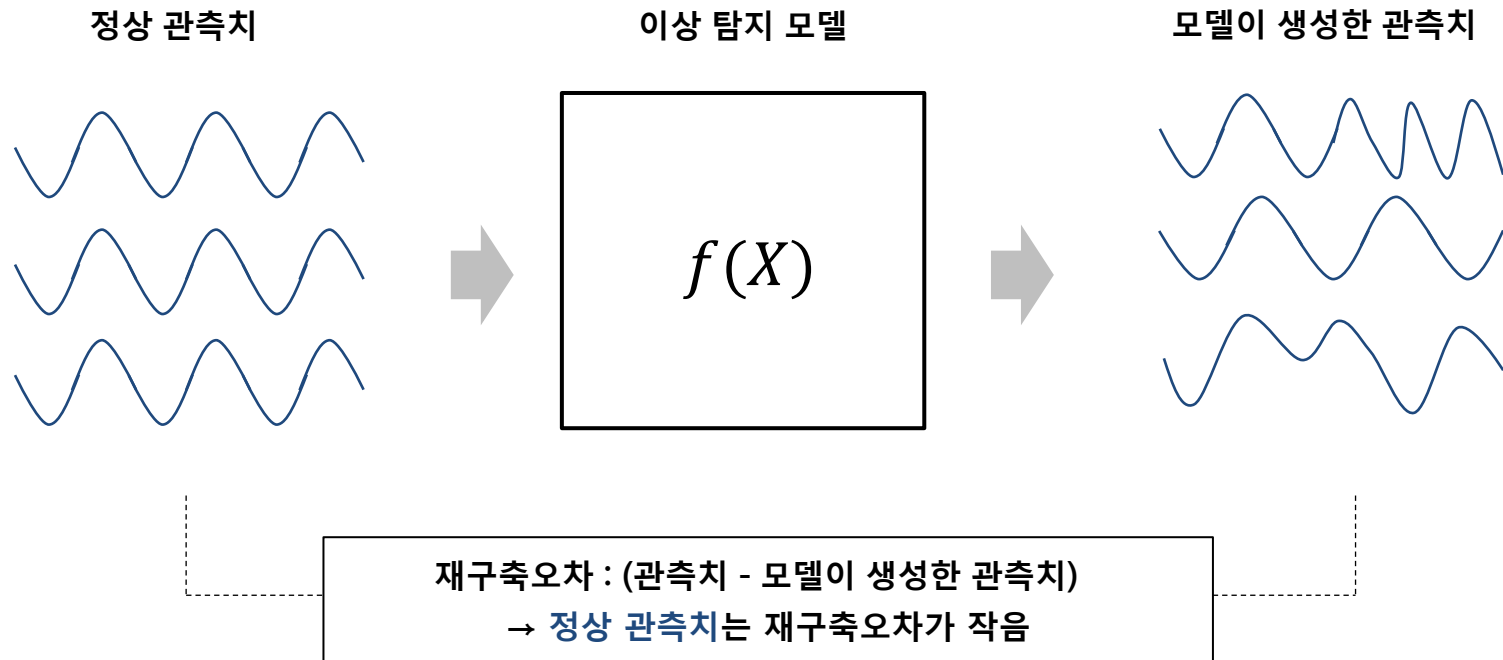 정상 관측치
이상 탐지 모델
모델이 생성한 관측치
f(X)
재구축오차 : (관측치 - 모델이 생성한 관측치)
→ 정상 관측치는 재구축오차가 작음